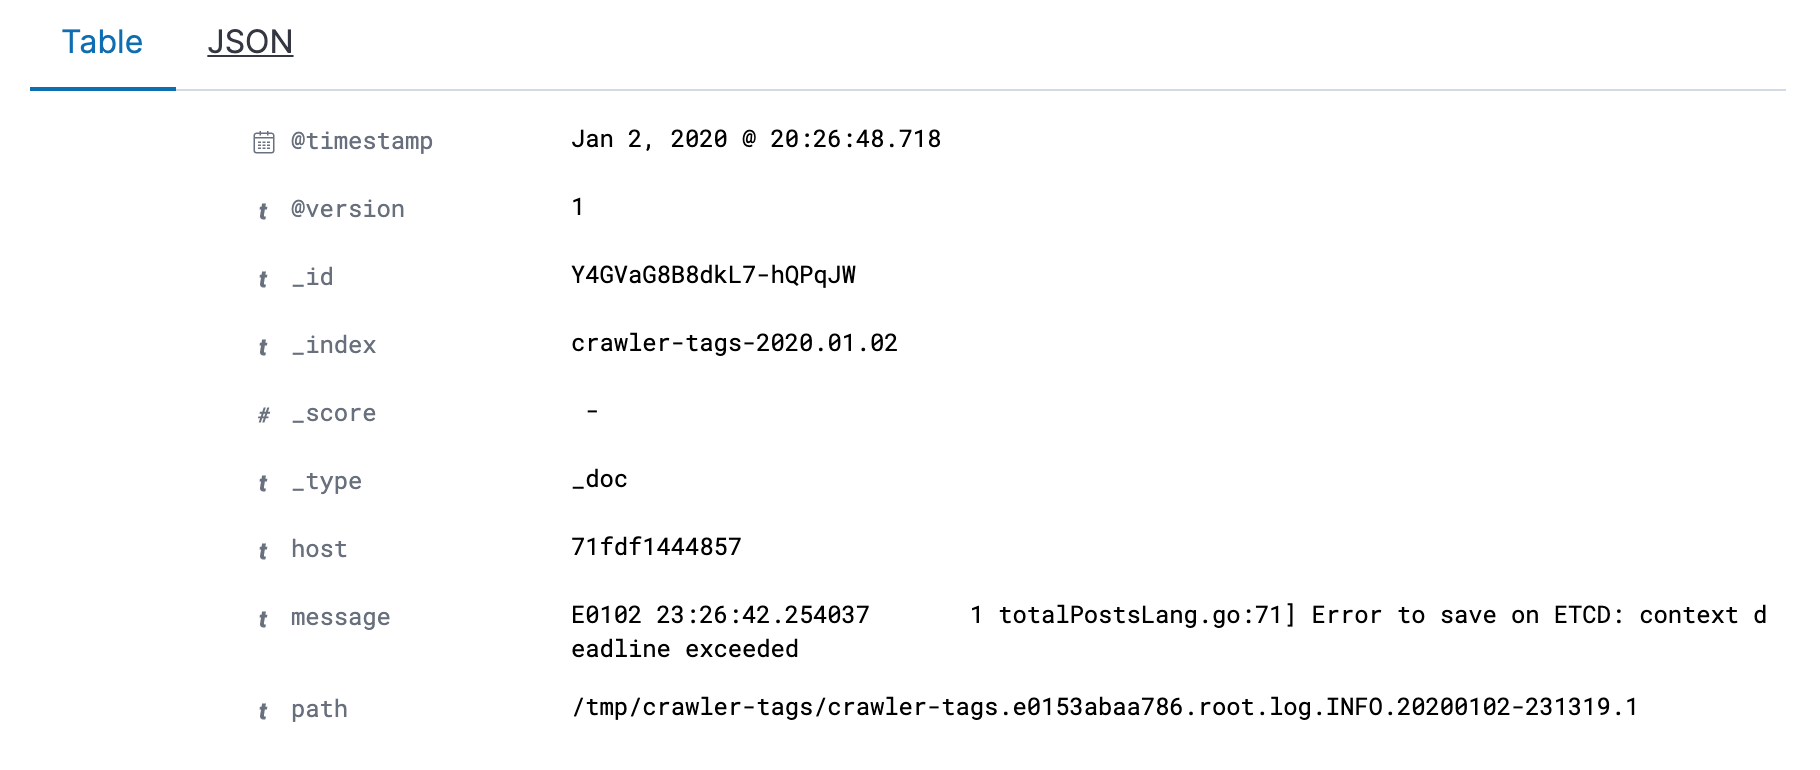 Table JSON
@timestamp Jan 2, 2020 @ 20:26:48.718
t @version 1
t _id Y4GVaG8B8dkL7-hQPqJW
t _index crawler-tags-2020.01.02
# _score -
t _type _doc
t host 71fdf1444857
t message E0102 23:26:42.254037       1 totalPostsLang.go:71] Error to save on ETCD: context d
eadline exceeded
t path /tmp/crawler-tags/crawler-tags.e0153abaa786.root.log.INFO.20200102-231319.1